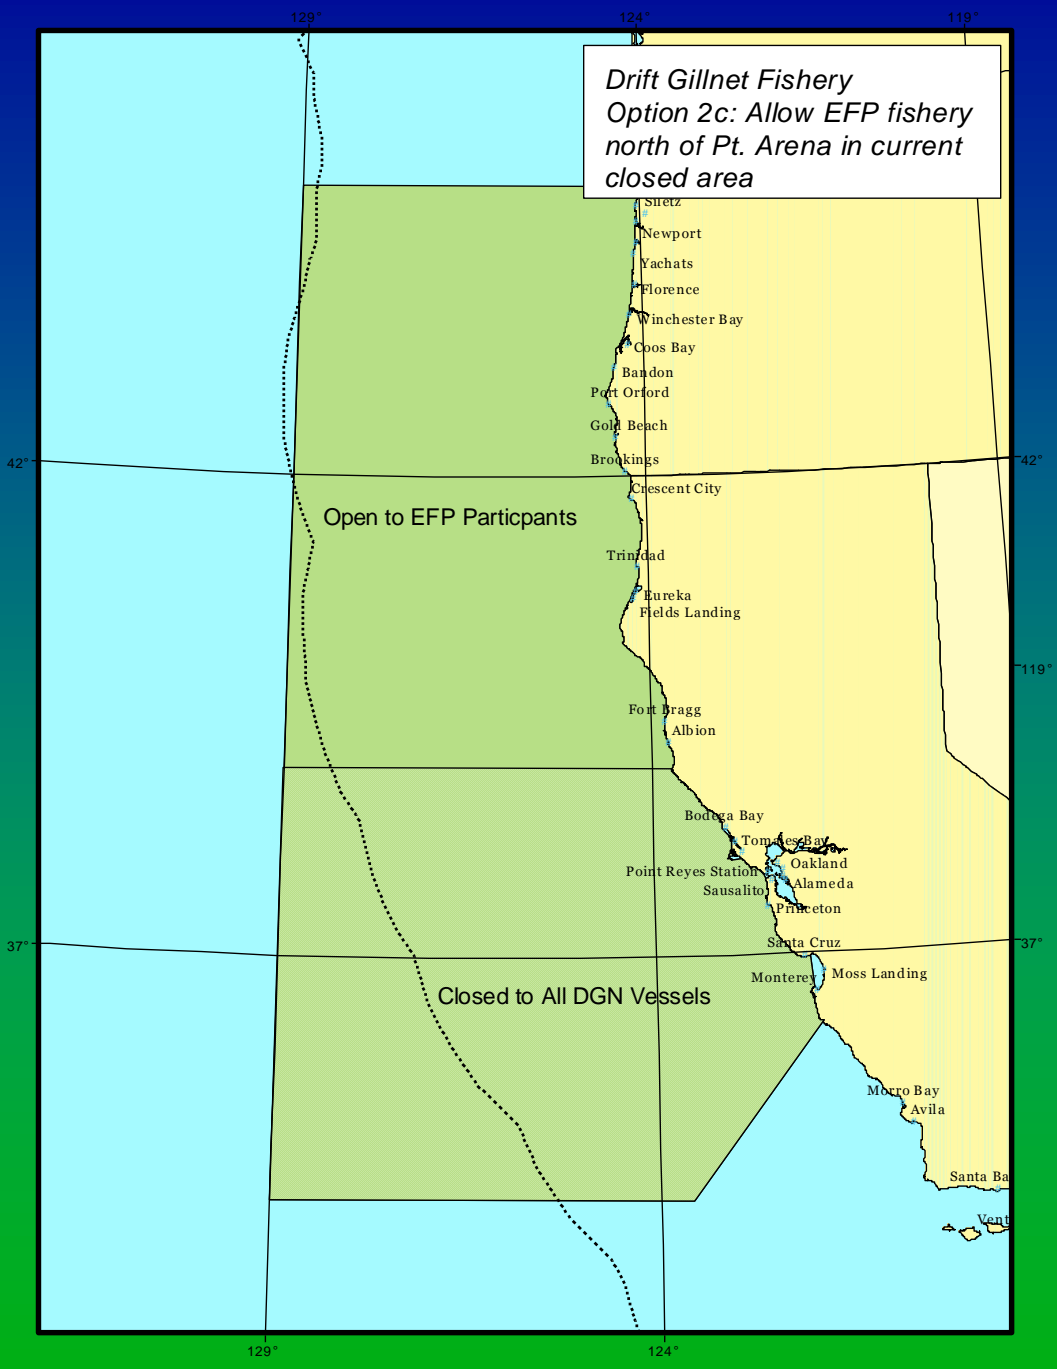 129°
124°
119°
Drift Gillnet Fishery
Option 2c: Allow EFP fishery
north of Pt. Arena in current
closed area
Siletz
Newport
Yachats
Florence
Winchester Bay
Coos Bay
Bandon
Port Orford
Gold Beach
42°
Brookings
42°
Crescent City
Open to EFP Particpants
Trinidad
Eureka
Fields Landing
119°
Fort Bragg
Albion
Bodega Bay
Tomales Bay
Oakland
Point Reyes Station
Alameda
Sausalito
Princeton
37°
Santa Cruz
37°
Monterey
Moss Landing
Closed to All DGN Vessels
Morro Bay
Avila
Santa Ba
Vent
129°
124°